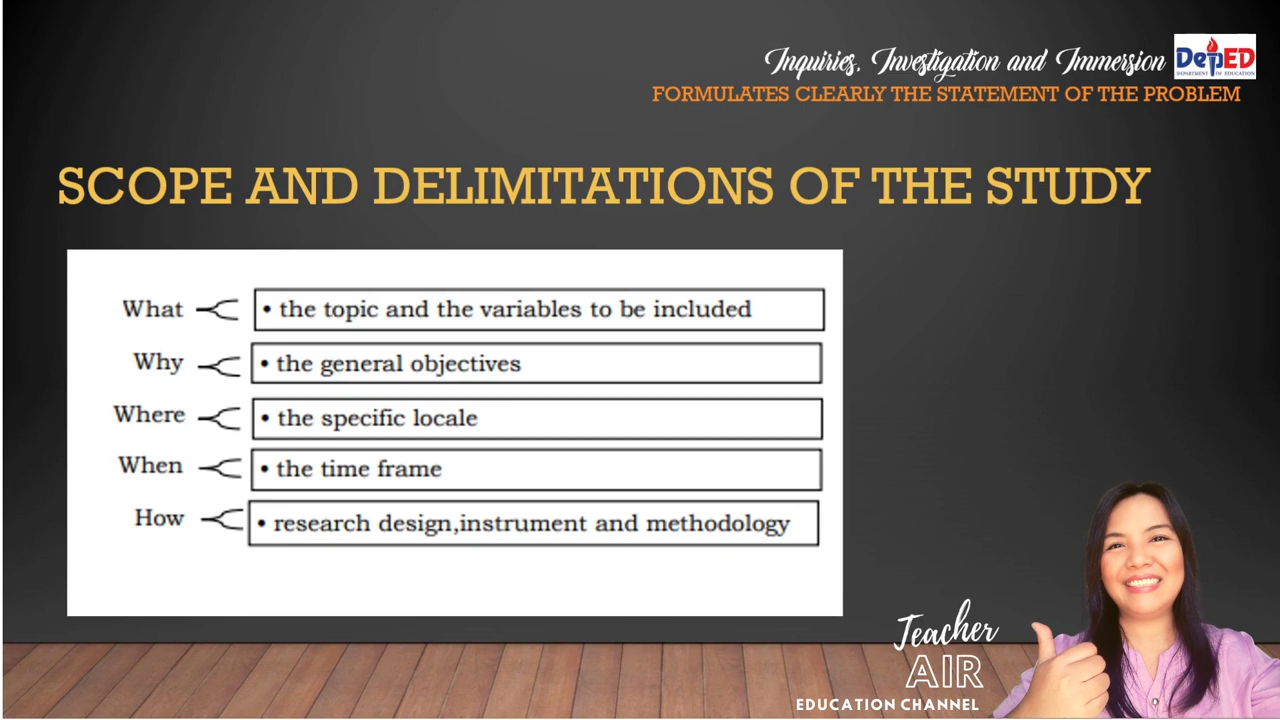 Inquiries, Investigation and Immersion
DepED
DEPARTMENT OF EDUCATION
FORMULATES CLEARLY THE STATEMENT OF THE PROBLEM
SCOPE AND DELIMITATIONS OF THE STUDY
What • the topic and the variables to be included
Why • the general objectives
Where • the specific locale
When • the time frame
How • research design,instrument and methodology
Teacher
AIR
EDUCATION CHANNEL